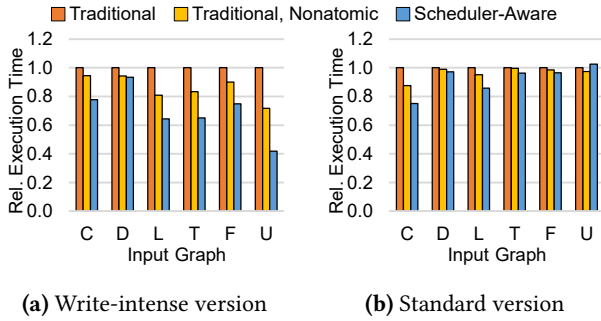 Traditional Traditional, Nonatomic Scheduler-Aware
Rel. Execution Time
1.2
1.0
0.8
0.6
0.4
0.2
0.0
C D L T F U
Input Graph
(a) Write-intense version
Rel. Execution Time
1.2
1.0
0.8
0.6
0.4
0.2
0.0
C D L T F U
Input Graph
(b) Standard version